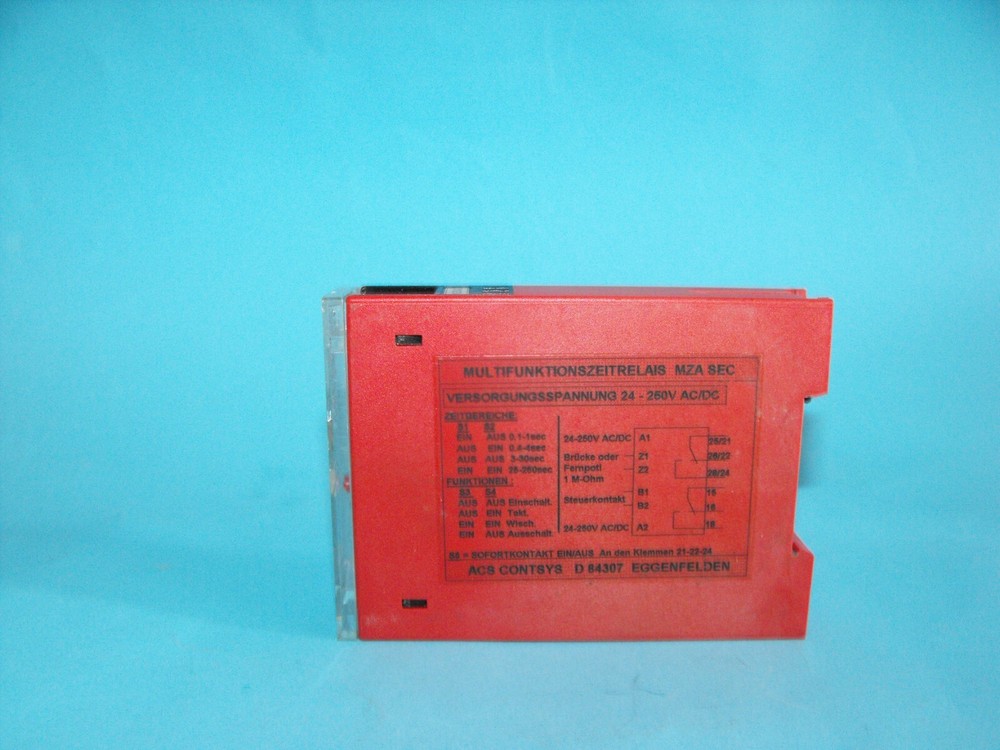 MULTIFUNKTIONSZEITRELAIS MZA SEC
VERSORGUNGSSPANNUNG 24 - 250V AC/DC
ZEITBEREICHE:
S1 S2
EIN AUS 0.1-1sec
AUS EIN 0.4-4sec
AUS AUS 3-30sec
EIN EIN 25-250sec
FUNKTIONEN:
S3 S4
AUS AUS Einschalt.
AUS EIN Takt.
EIN EIN Wisch.
EIN AUS Ausschalt.
24-250V AC/DC A1 25/21
Brücke oder Z1 26/22
Fernpoti Z2 28/24
1 M-Ohm
B1 15
Steuerkontakt B2 16
24-250V AC/DC A2 18
S5 = SOFORTKONTAKT EIN/AUS An den Klemmen 21-22-24
ACS CONTSYS D 84307 EGGENFELDEN